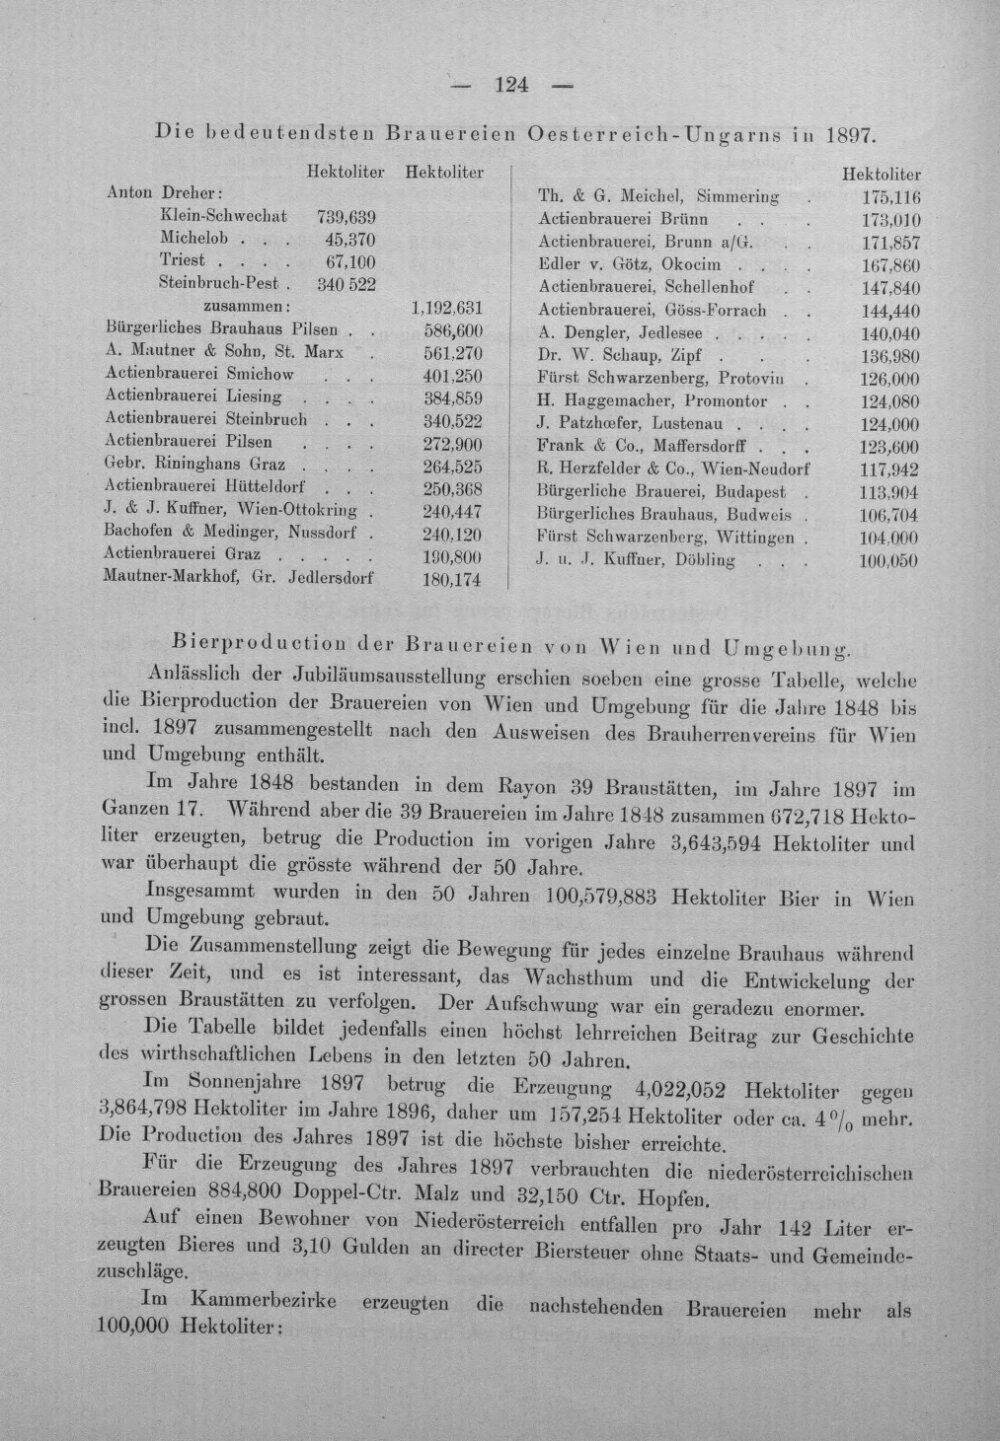 — 124 —
Die bedeutendsten Brauereien Oesterreich-Ungarns in 1897.
Hektoliter Hektoliter
Anton Dreher:
Klein-Schwechat 739,639
Michelob . . . 45,370
Triest . . . . 67,100
Steinbruch-Pest . 340 522
zusammen: 1,192,631
Bürgerliches Brauhaus Pilsen . . 586,600
A. Mautner & Sohn, St. Marx . 561,270
Actienbrauerei Smichow . . . 401,250
Actienbrauerei Liesing . . . . 384,859
Actienbrauerei Steinbruch . . . 340,522
Actienbrauerei Pilsen . . . . 272,900
Gebr. Rininghans Graz . . . . 264,525
Actienbrauerei Hütteldorf . . . 250,368
J. & J. Kuffner, Wien-Ottokring . 240,447
Bachofen & Medinger, Nussdorf . 240,120
Actienbrauerei Graz . . . . . 190,800
Mautner-Markhof, Gr. Jedlersdorf 180,174
Hektoliter
Th. & G. Meichel, Simmering . 175,116
Actienbrauerei Brünn . . . 173,010
Actienbrauerei, Brunn a/G. . . 171,857
Edler v. Götz, Okocim . . . . 167,860
Actienbrauerei, Schellenhof . . 147,840
Actienbrauerei, Göss-Forrach . . 144,440
A. Dengler, Jedlesee . . . . . 140,040
Dr. W. Schaup, Zipf . . . . 136,980
Fürst Schwarzenberg, Protovin . 126,000
H. Haggemacher, Promontor . . 124,080
J. Patzhœfer, Lustenau . . . . 124,000
Frank & Co., Maffersdorff . . . 123,600
R. Herzfelder & Co., Wien-Neudorf 117,942
Bürgerliche Brauerei, Budapest . 113,904
Bürgerliches Brauhaus, Budweis . 106,704
Fürst Schwarzenberg, Wittingen . 104,000
J. u. J. Kuffner, Döbling . . . 100,050
Bierproduction der Brauereien von Wien und Umgebung.
Anlässlich der Jubiläumsausstellung erschien soeben eine grosse Tabelle, welche
die Bierproduction der Brauereien von Wien und Umgebung für die Jahre 1848 bis
incl. 1897 zusammengestellt nach den Ausweisen des Brauherrenvereins für Wien
und Umgebung enthält.
Im Jahre 1848 bestanden in dem Rayon 39 Braustätten, im Jahre 1897 im
Ganzen 17. Während aber die 39 Brauereien im Jahre 1848 zusammen 672,718 Hekto-
liter erzeugten, betrug die Production im vorigen Jahre 3,643,594 Hektoliter und
war überhaupt die grösste während der 50 Jahre.
Insgesammt wurden in den 50 Jahren 100,579,883 Hektoliter Bier in Wien
und Umgebung gebraut.
Die Zusammenstellung zeigt die Bewegung für jedes einzelne Brauhaus während
dieser Zeit, und es ist interessant, das Wachsthum und die Entwickelung der
grossen Braustätten zu verfolgen. Der Aufschwung war ein geradezu enormer.
Die Tabelle bildet jedenfalls einen höchst lehrreichen Beitrag zur Geschichte
des wirthschaftlichen Lebens in den letzten 50 Jahren.
Im Sonnenjahre 1897 betrug die Erzeugung 4,022,052 Hektoliter gegen
3,864,798 Hektoliter im Jahre 1896, daher um 157,254 Hektoliter oder ca. 4% mehr.
Die Production des Jahres 1897 ist die höchste bisher erreichte.
Für die Erzeugung des Jahres 1897 verbrauchten die niederösterreichischen
Brauereien 884,800 Doppel-Ctr. Malz und 32,150 Ctr. Hopfen.
Auf einen Bewohner von Niederösterreich entfallen pro Jahr 142 Liter er-
zeugten Bieres und 3,10 Gulden an directer Biersteuer ohne Staats- und Gemeinde-
zuschläge.
Im Kammerbezirke erzeugten die nachstehenden Brauereien mehr als
100,000 Hektoliter: